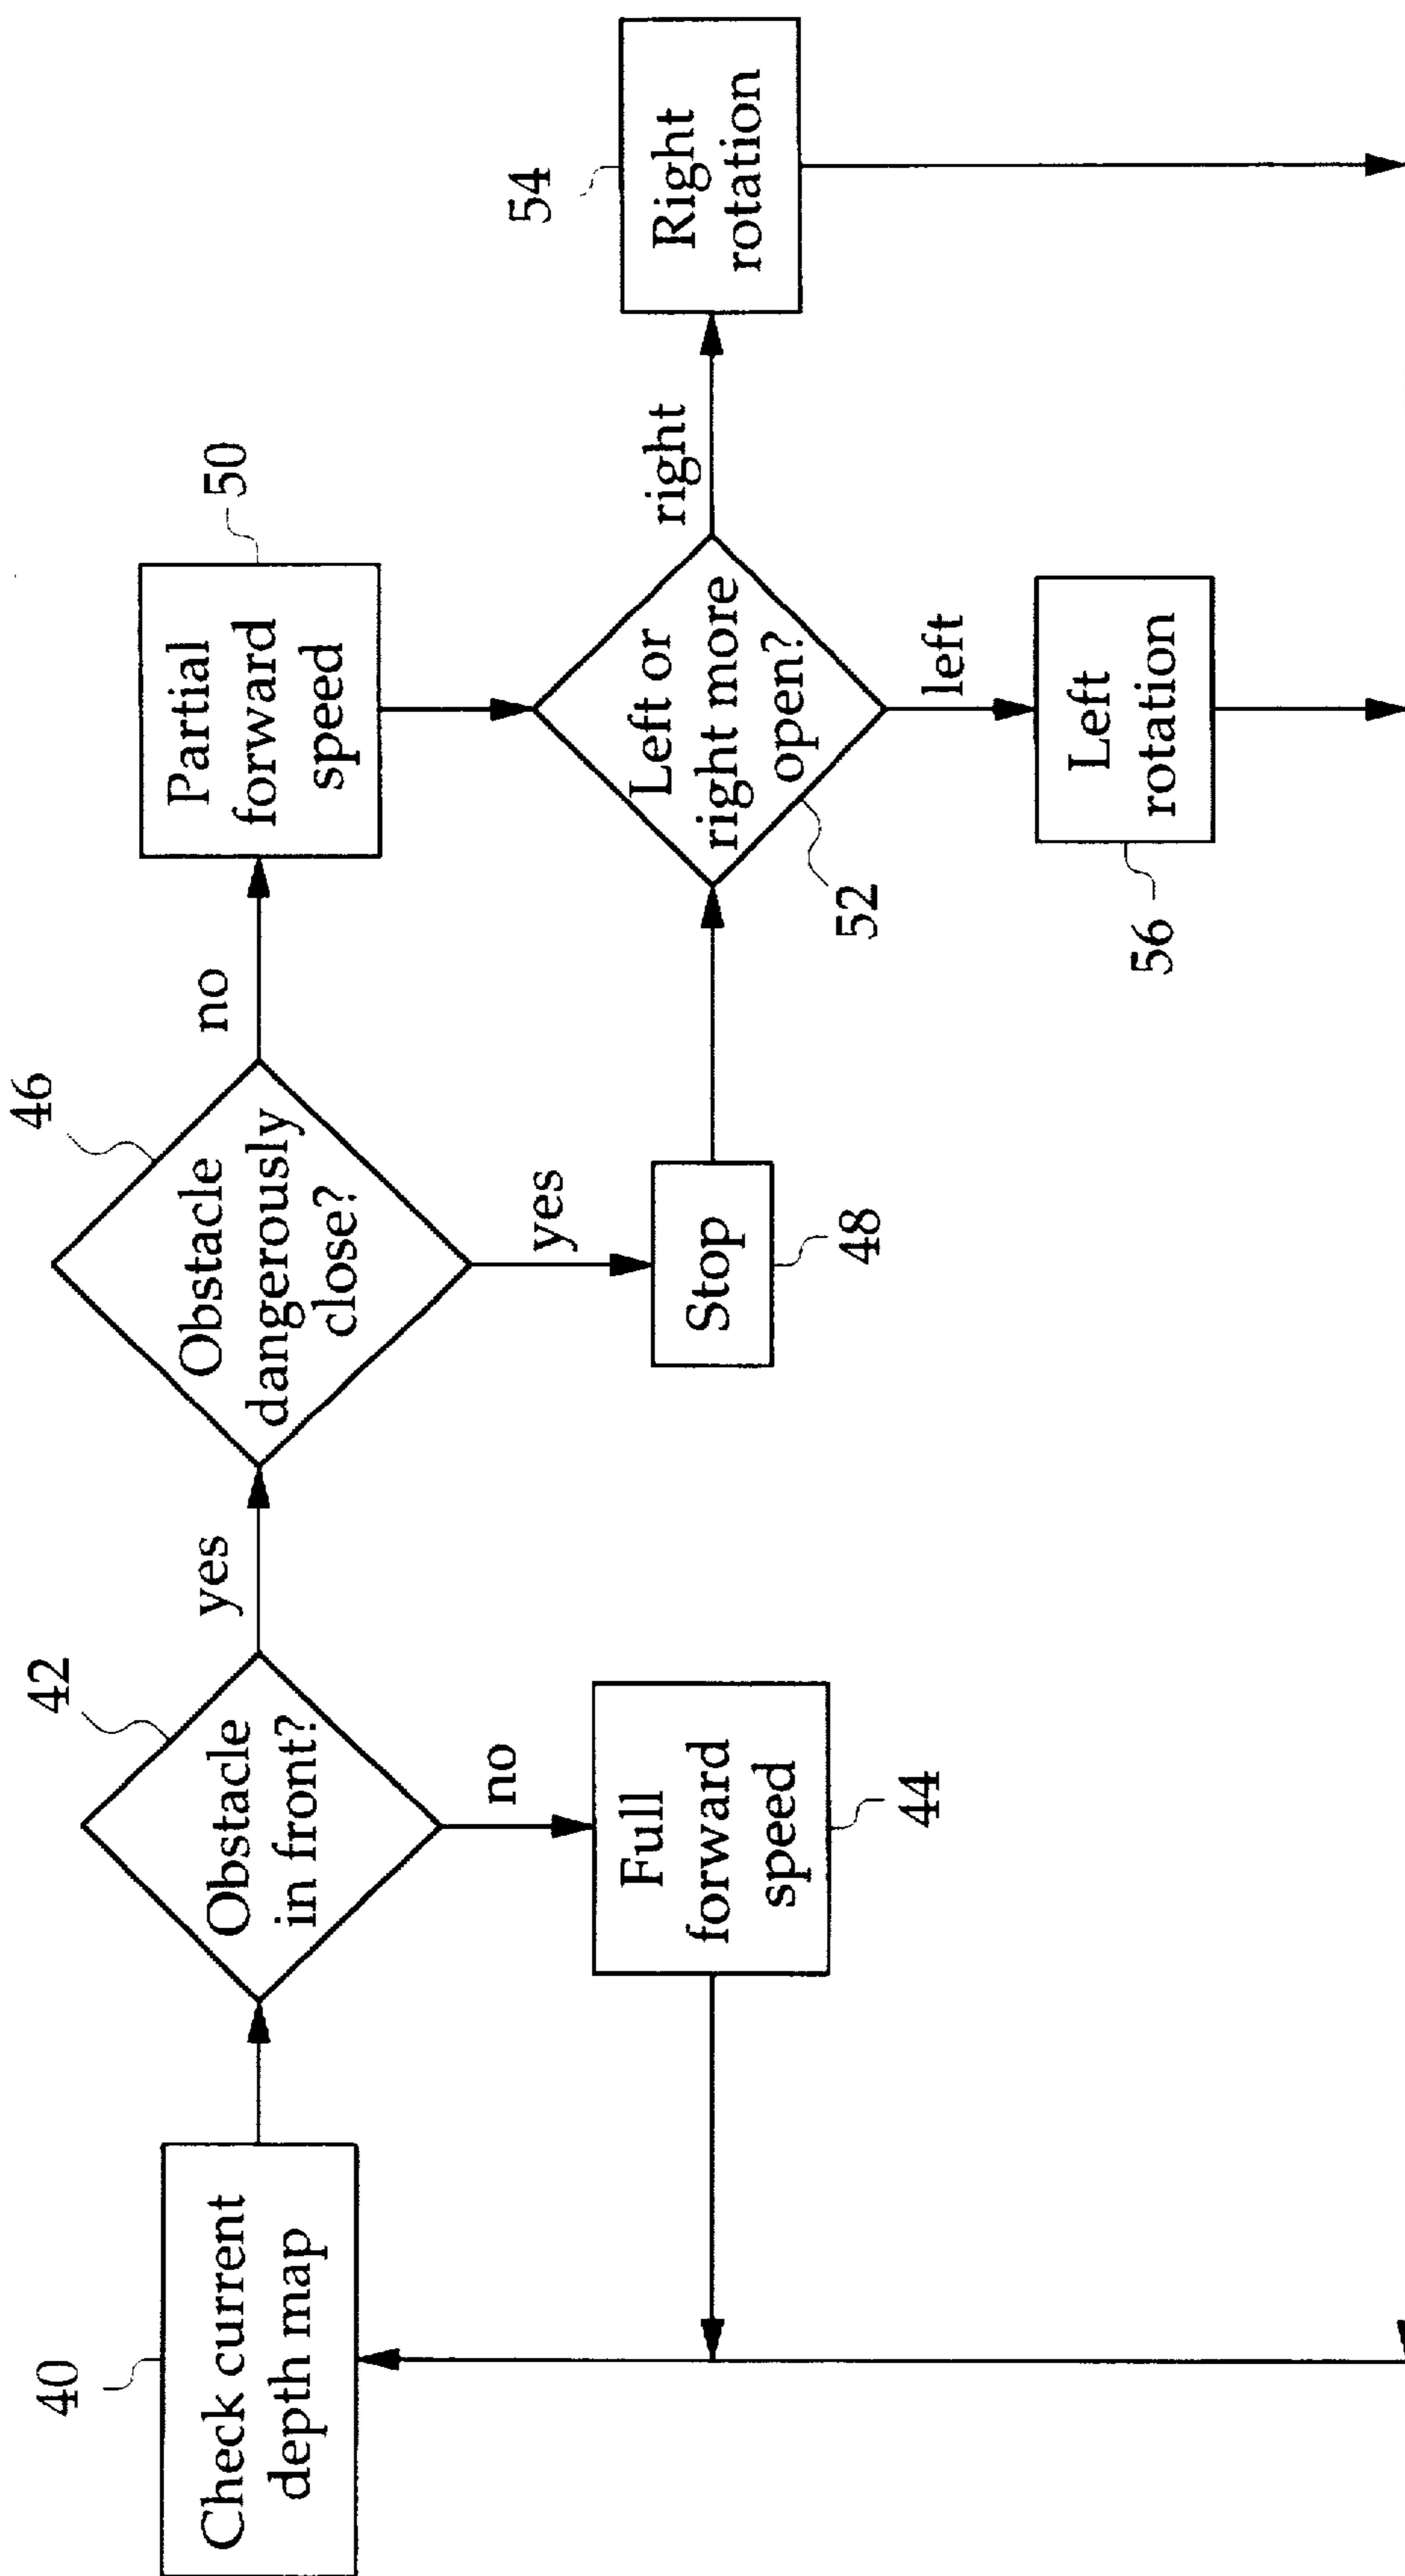 40
Check current
depth map
42
Obstacle
in front?
yes
no
Full
forward
speed
44
46
Obstacle
dangerously
close?
no
yes
Stop
48
Partial
forward
speed
50
Left or
right more
open?
52
right
left
54
Right
rotation
Left
rotation
56